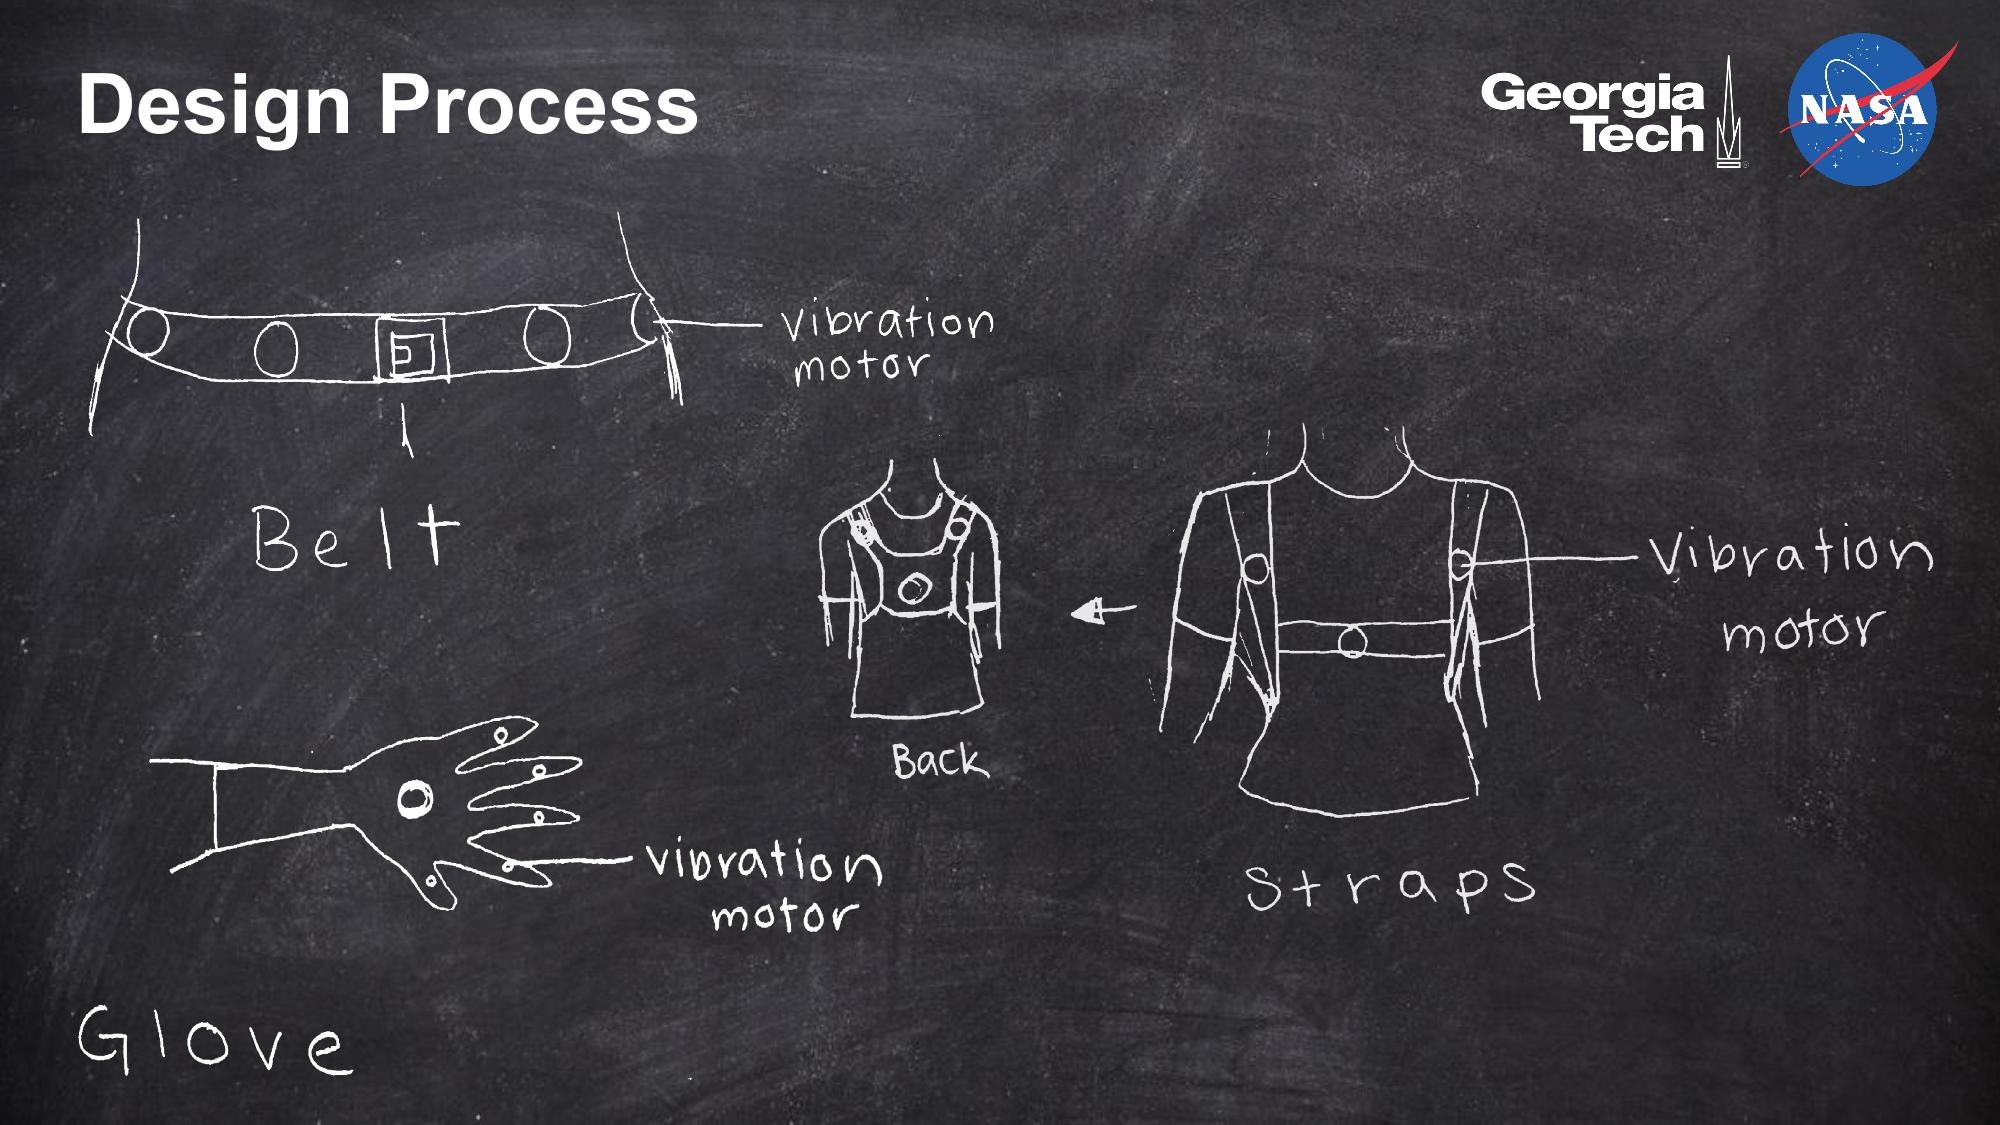 Design Process
Georgia
Tech
NASA
vibration
motor
Belt
Vibration
motor
Back
vibration
motor
Straps
Glove